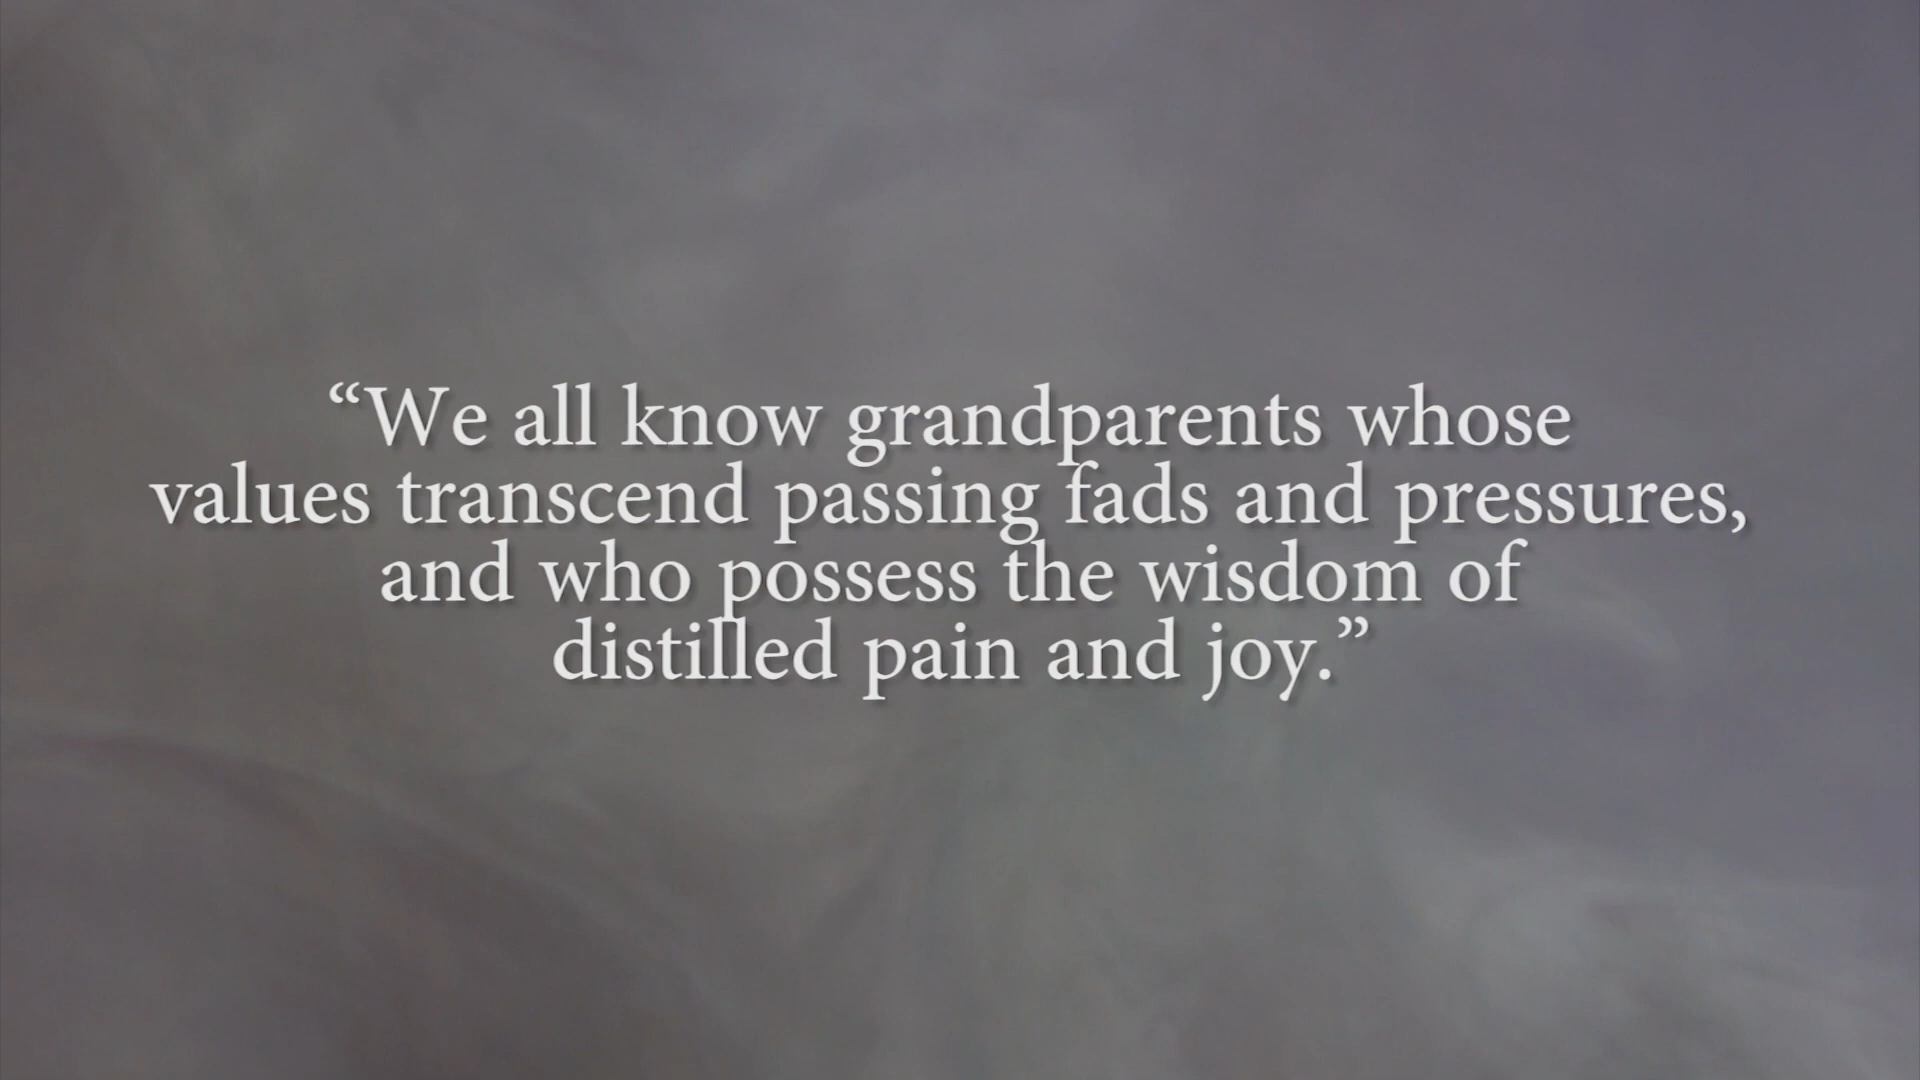 “We all know grandparents whose
values transcend passing fads and pressures,
and who possess the wisdom of
distilled pain and joy.”